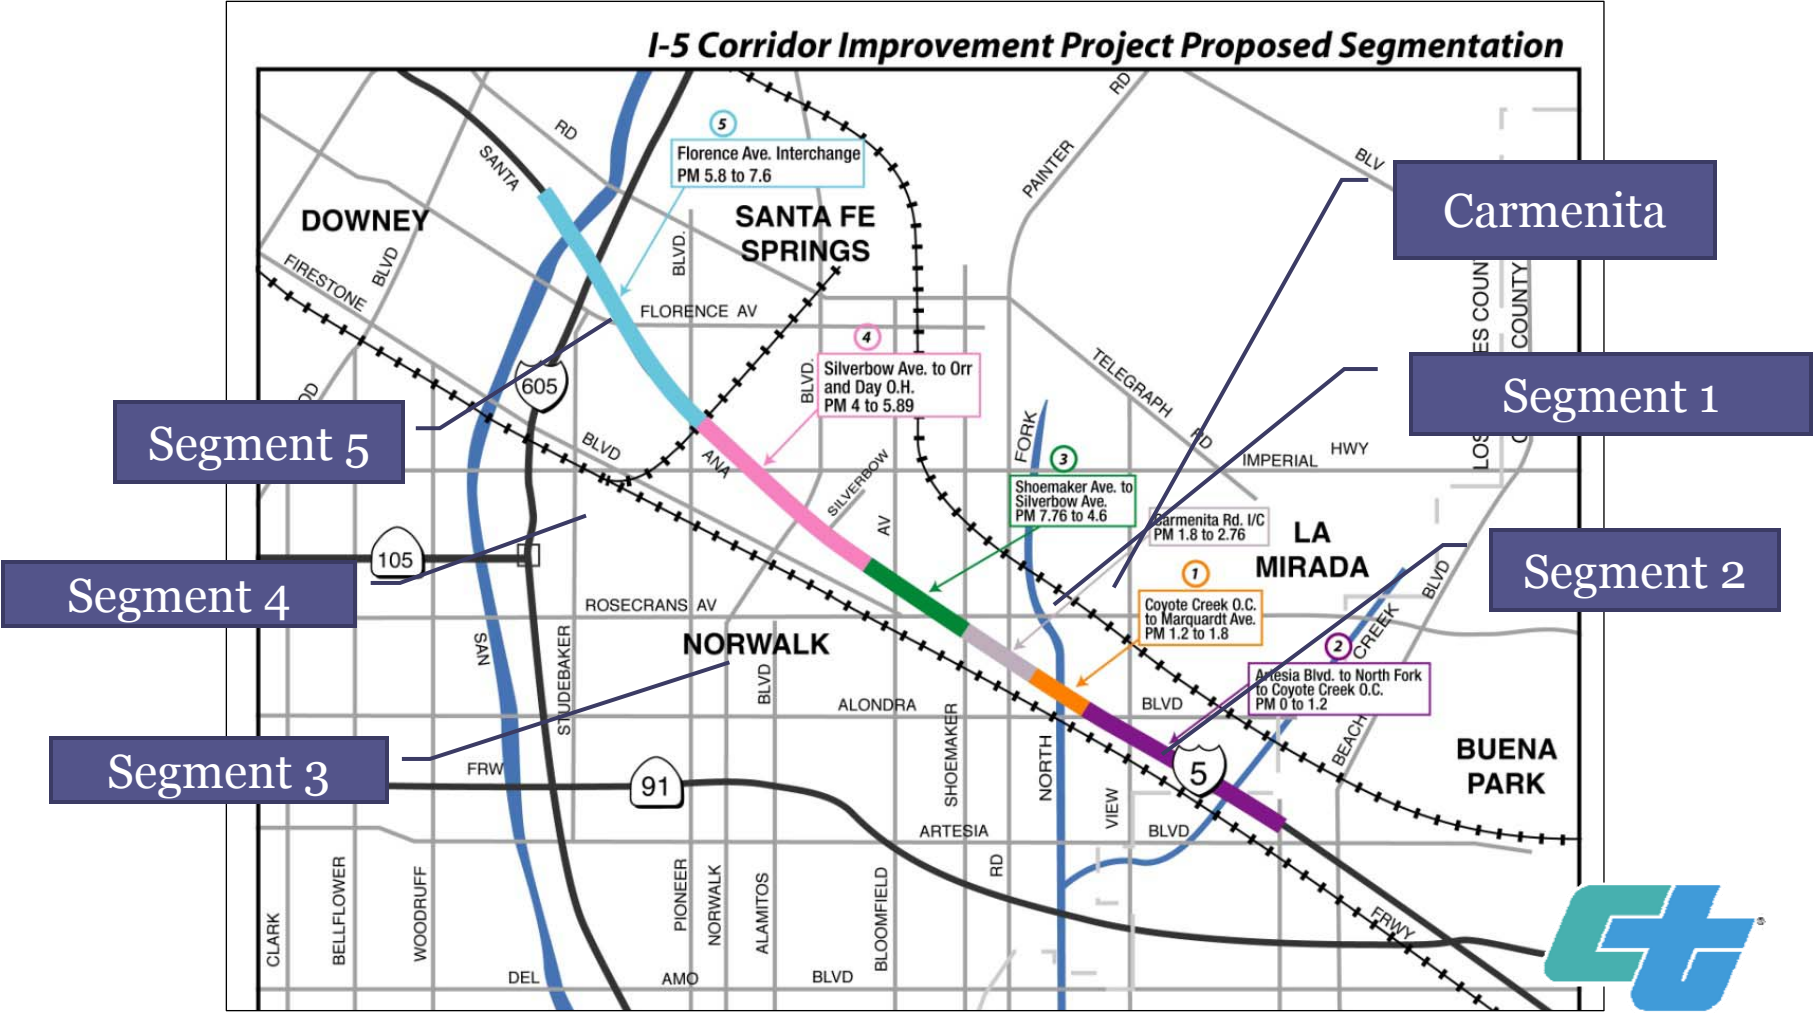 I-5 Corridor Improvement Project Proposed Segmentation
RD
RD
BLV
SANTA
5
Florence Ave. Interchange
PM 5.8 to 7.6
PAINTER
Carmenita
DOWNEY
SANTA FE
SPRINGS
BLVD
BLVD.
FIRESTONE
FLORENCE AV
COUNTY
4
Silverbow Ave. to Orr
and Day O.H.
PM 4 to 5.89
BLVD.
TELEGRAPH
RD
605
Segment 1
FORK
HWY
IMPERIAL
Segment 5
BLVD
ANA
SILVERBOW
3
Shoemaker Ave. to
Silverbow Ave.
PM 7.76 to 4.6
AV
Carmenita Rd. I/C
PM 1.8 to 2.76
LA
MIRADA
105
Segment 4
Segment 2
1
Coyote Creek O.C.
to Marquardt Ave.
PM 1.2 to 1.8
BLVD
ROSECRANS AV
NORWALK
SAN
STUDEBAKER
CREEK
2
Artesia Blvd. to North Fork
to Coyote Creek O.C.
PM 0 to 1.2
BLVD
ALONDRA
BLVD
SHOEMAKER
NORTH
BEACH
BUENA
PARK
Segment 3
FRW
91
5
VIEW
ARTESIA
BLVD
RD
CLARK
BELLFLOWER
WOODRUFF
PIONEER
NORWALK
ALAMITOS
BLOOMFIELD
FRWY
DEL
AMO
BLVD
ct
®